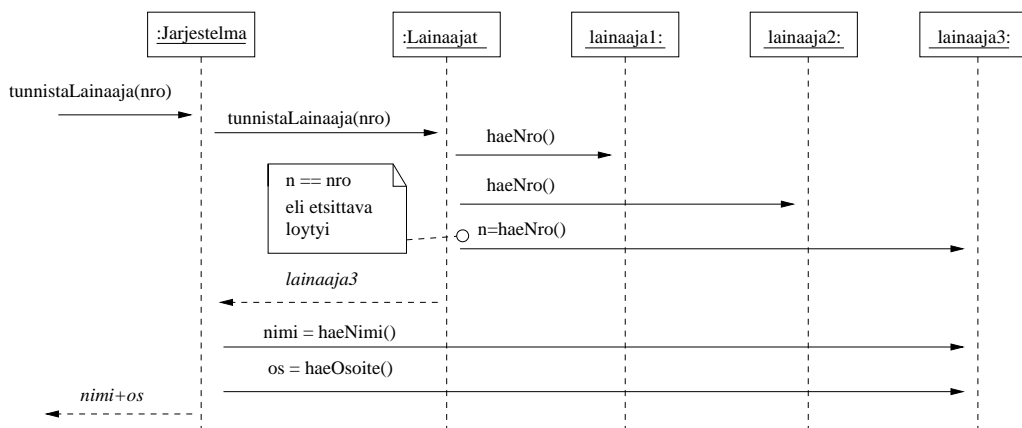 :Jarjestelma
:Lainaajat
lainaaja1:
lainaaja2:
lainaaja3:
tunnistaLainaaja(nro)
tunnistaLainaaja(nro)
haeNro()
n == nro
eli etsittava
loytyi
haeNro()
n=haeNro()
lainaaja3
nimi = haeNimi()
os = haeOsoite()
nimi+os